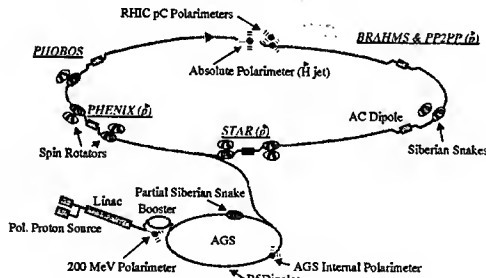 RHIC pC Polarimeters
BRAHMS & PP2PP (p)
PHOBOS
Absolute Polarimeter (H jet)
PHENIX (p)
AC Dipole
STAR (p)
Siberian Snakes
Spin Rotators
Partial Siberian Snake
Linac
Booster
Pol. Proton Source
AGS
200 MeV Polarimeter
AGS Internal Polarimeter